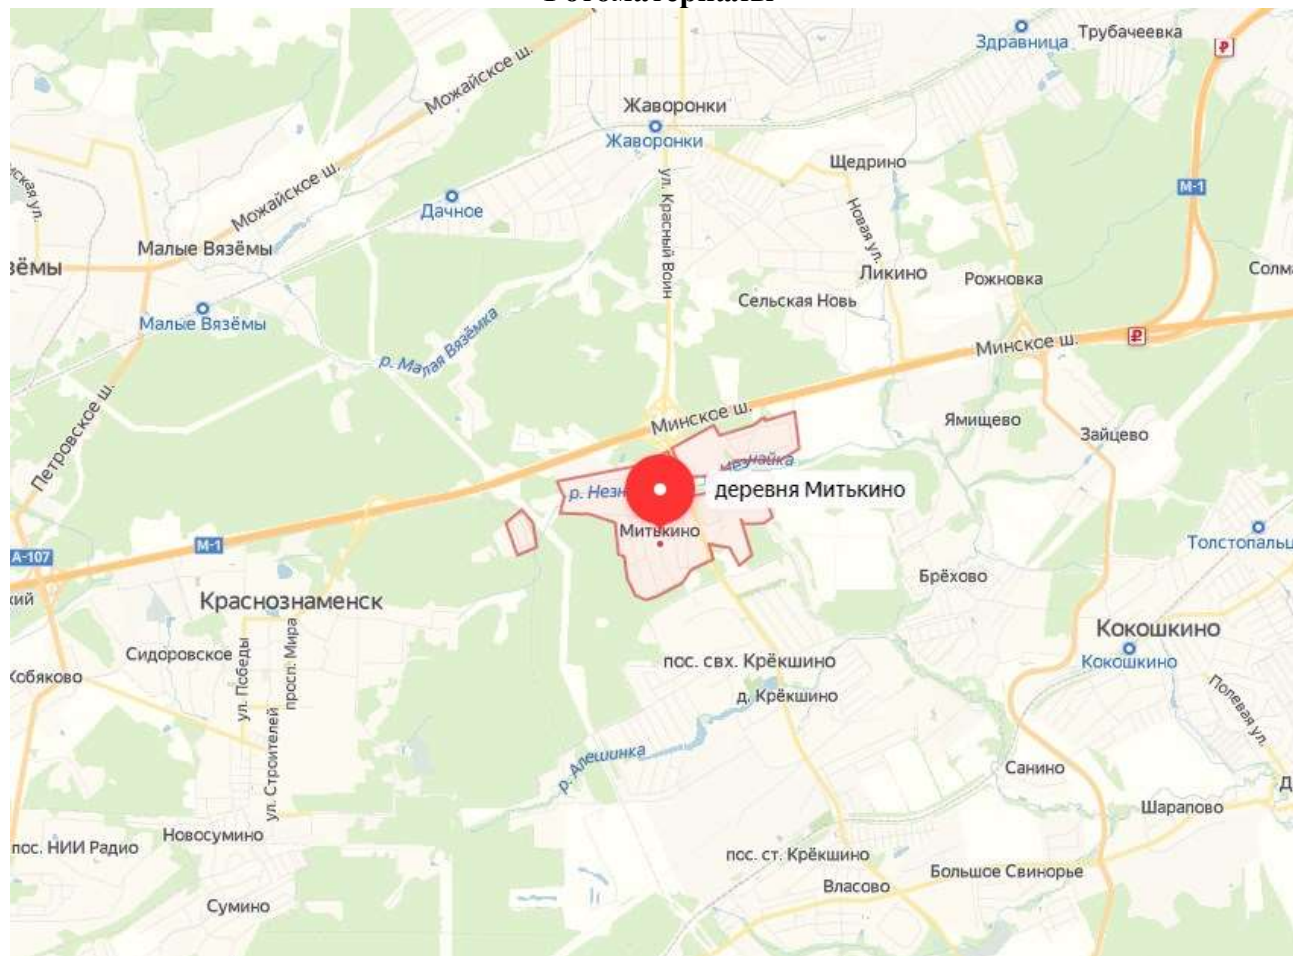 Фотоматериалы
Здравница
Трубачеевка
₽
Можайское ш.
Жаворонки
Жаворонки
Щедрино
М-1
ул. Красный Воин
Дачное
Можайское ш.
Новая ул.
Малые Вязёмы
Ликино
Рожновка
Сельская Новь
Малые Вязёмы
р. Малая Вязёмка
Минское ш.
₽
Петровское ш.
Минское ш.
Ямищево
Зайцево
деревня Митькино
Митькино
М-1
А-107
Брёхово
Краснознаменск
Кокошкино
Кокошкино
Сидоровское
ул. Победы
просп. Мира
пос. свх. Крёкшино
д. Крёкшино
Полевая ул.
ул. Строителей
р. Алешинка
Санино
Шарапово
Новосумино
пос. НИИ Радио
пос. ст. Крёкшино
Власово
Большое Свинорье
Сумино